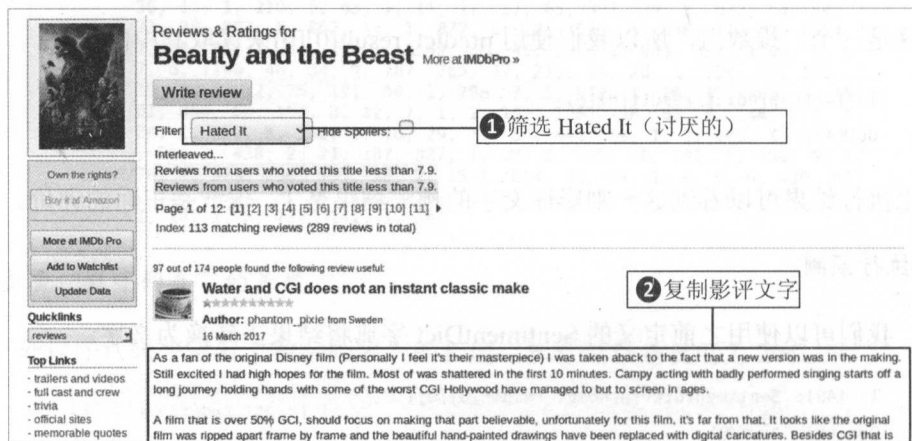 Reviews & Ratings for
Beauty and the Beast More at IMDbPro »
Write review
Filter: Hated It Hide Spoilers:
❶筛选 Hated It（讨厌的）
Interleaved...
Reviews from users who voted this title less than 7.9.
Reviews from users who voted this title less than 7.9.
Page 1 of 12: [1] [2] [3] [4] [5] [6] [7] [8] [9] [10] [11]
Index 113 matching reviews (289 reviews in total)
Own the rights?
Buy it at Amazon
More at IMDb Pro
Add to Watchlist
Update Data
Quicklinks
reviews
Top Links
- trailers and videos
- full cast and crew
- trivia
- official sites
- memorable quotes
97 out of 174 people found the following review useful:
Water and CGI does not an instant classic make
❷复制影评文字
Author: phantom_pixie from Sweden
16 March 2017
As a fan of the original Disney film (Personally I feel it's their masterpiece) I was taken aback to the fact that a new version was in the making.
Still excited I had high hopes for the film. Most of was shattered in the first 10 minutes. Campy acting with badly performed singing starts off a
long journey holding hands with some of the worst CGI Hollywood have managed to but to screen in ages.
A film that is over 50% GCI, should focus on making that part believable, unfortunately for this film, it's far from that. It looks like the original
film was ripped apart frame by frame and the beautiful hand-painted drawings have been replaced with digital caricatures. Besides CGI that is